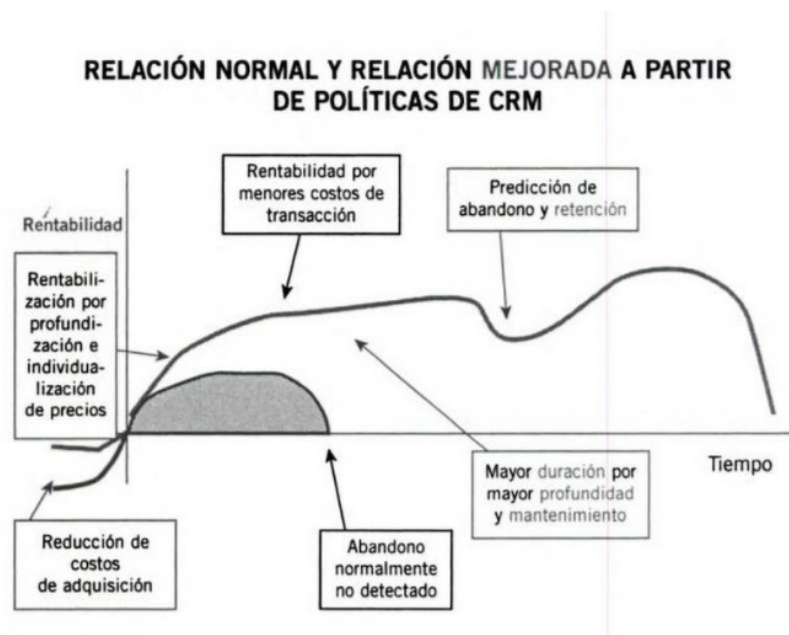 RELACIÓN NORMAL Y RELACIÓN MEJORADA A PARTIR
DE POLÍTICAS DE CRM
Rentabilidad por
menores costos de
transacción
Predicción de
abandono y retención
Rentabilidad
Rentabili-
zación por
profundi-
zación e
individua-
lización
de precios
Mayor duración por
mayor profundidad
y mantenimiento
Tiempo
Reducción de
costos
de adquisición
Abandono
normalmente
no detectado